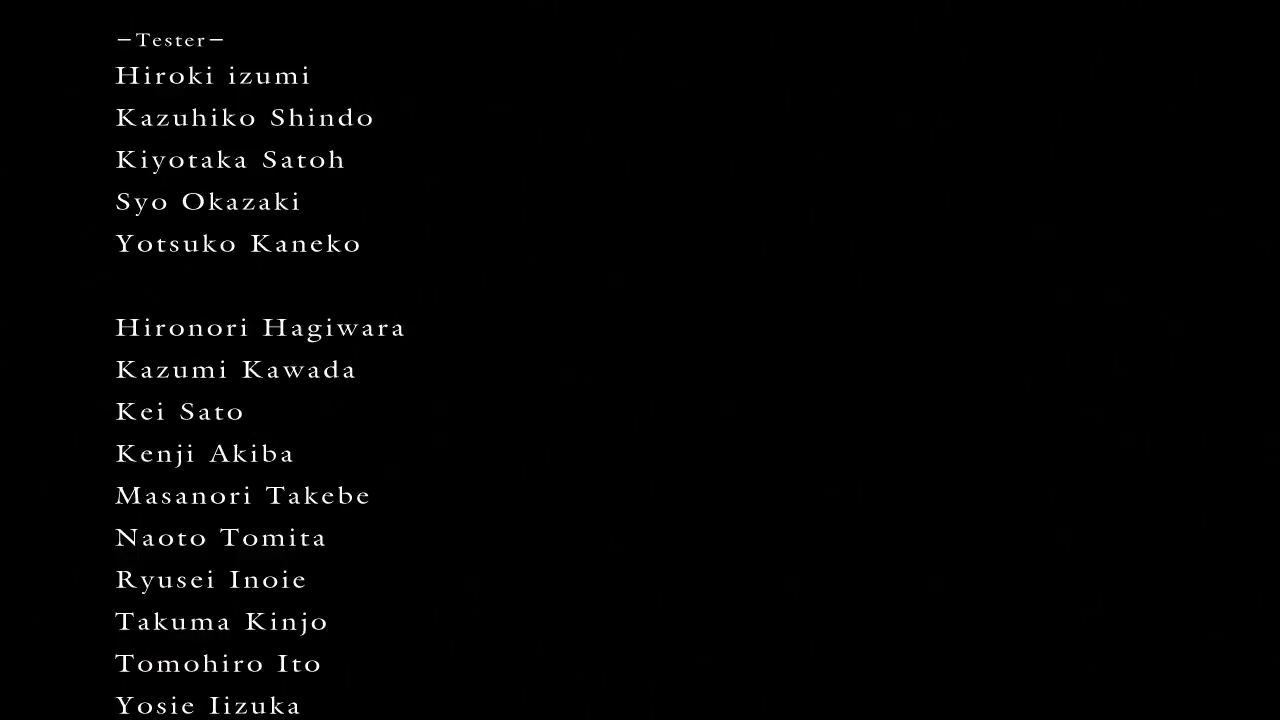 －Tester－
Hiroki izumi
Kazuhiko Shindo
Kiyotaka Satoh
Syo Okazaki
Yotsuko Kaneko
Hironori Hagiwara
Kazumi Kawada
Kei Sato
Kenji Akiba
Masanori Takebe
Naoto Tomita
Ryusei Inoie
Takuma Kinjo
Tomohiro Ito
Yosie Iizuka